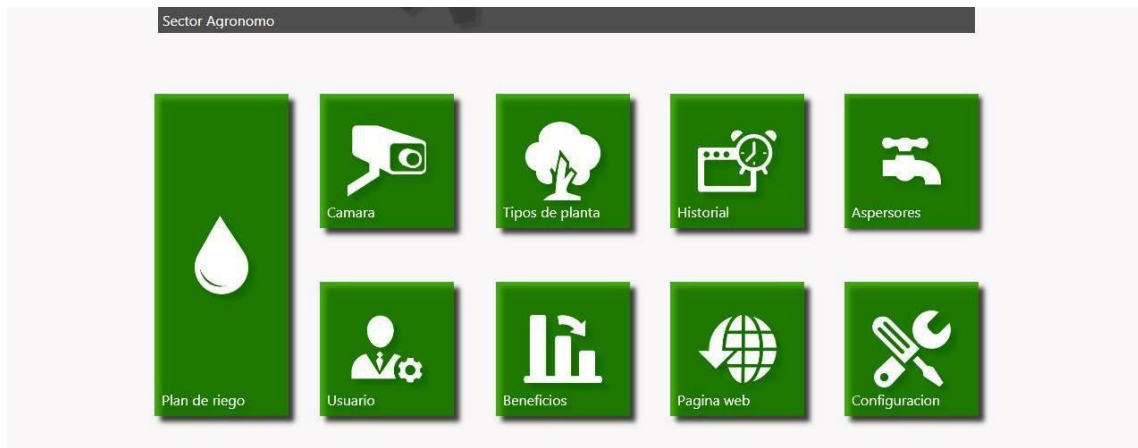 Sector Agronomo
Camara
Tipos de planta
Historial
Aspersores
Plan de riego
Usuario
Beneficios
Pagina web
Configuracion